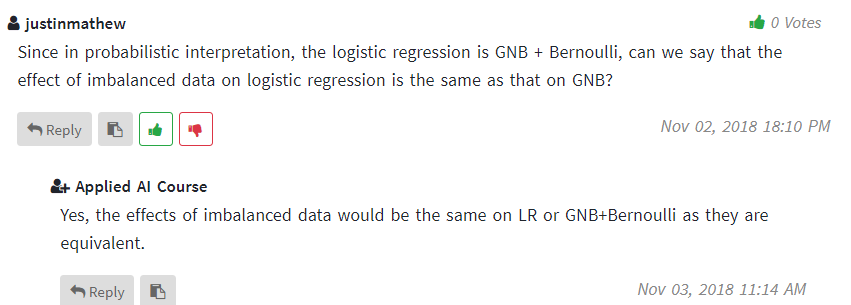 justinmathew
0 Votes
Since in probabilistic interpretation, the logistic regression is GNB + Bernoulli, can we say that the
effect of imbalanced data on logistic regression is the same as that on GNB?
Reply
Nov 02, 2018 18:10 PM
Applied AI Course
Yes, the effects of imbalanced data would be the same on LR or GNB+Bernoulli as they are
equivalent.
Reply
Nov 03, 2018 11:14 AM